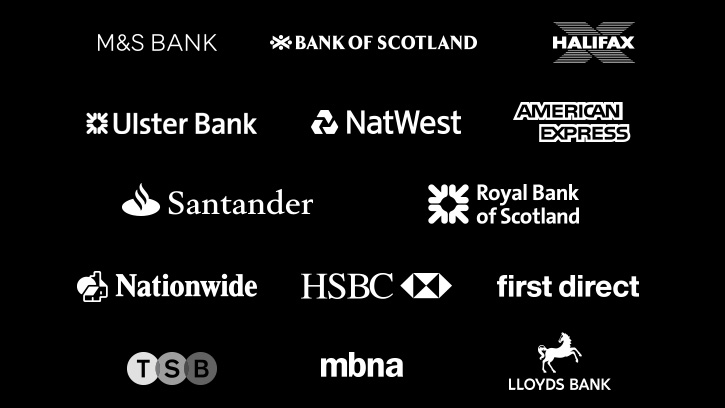 M&S BANK
BANK OF SCOTLAND
HALIFAX
Ulster Bank
NatWest
AMERICAN
EXPRESS
Santander
Royal Bank
of Scotland
Nationwide
HSBC
first direct
TSB
mbna
LLOYDS BANK